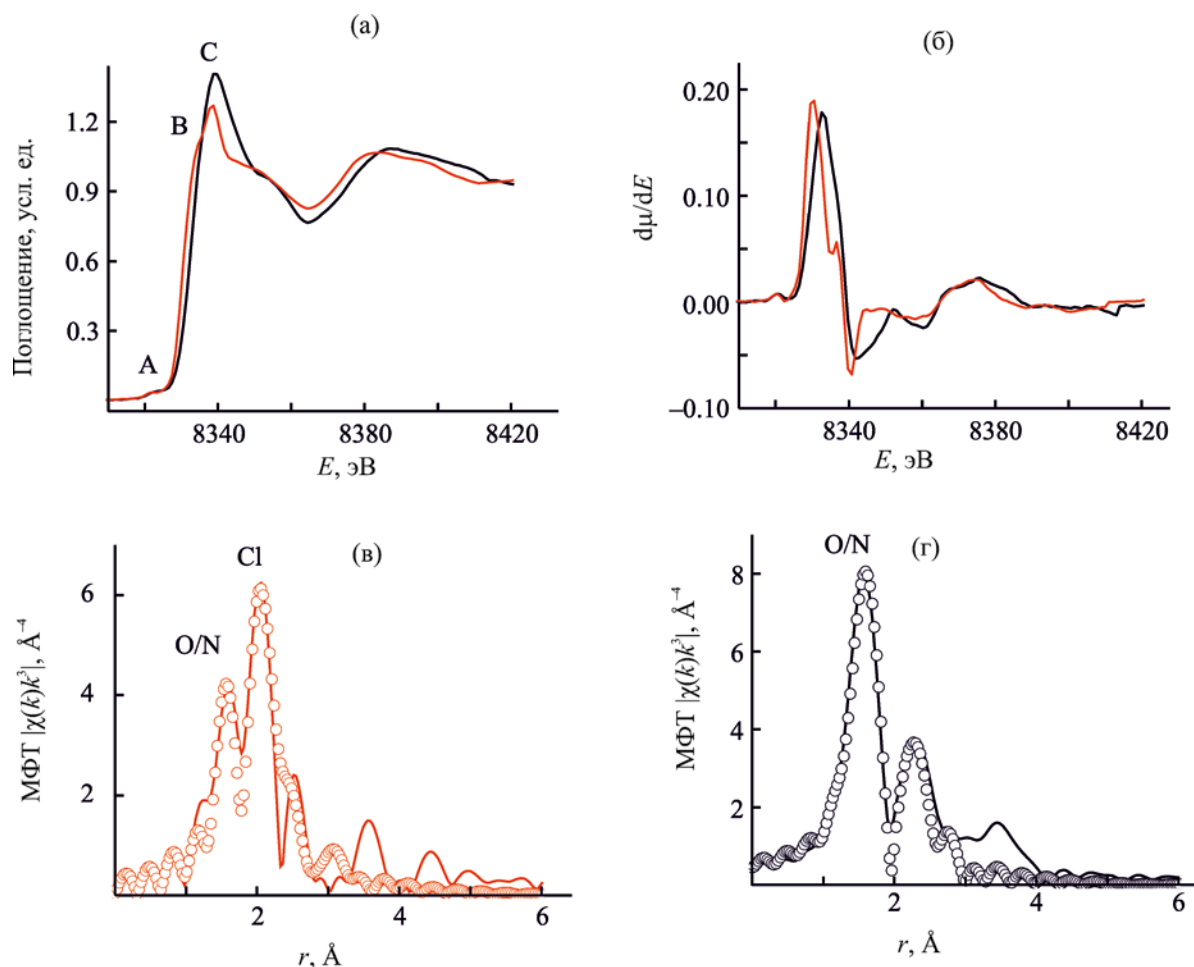 (а)
C
B
A
1.2
0.9
0.6
0.3
Поглощение, усл. ед.
8340 8380 8420
E, эВ
(б)
0.20
0.10
0.00
–0.10
dμ/dE
8340 8380 8420
E, эВ
(в)
Cl
O/N
6
4
2
МФТ |χ(k)k³|, Å⁻⁴
2 4 6
r, Å
(г)
O/N
8
6
4
2
МФТ |χ(k)k³|, Å⁻⁴
2 4 6
r, Å